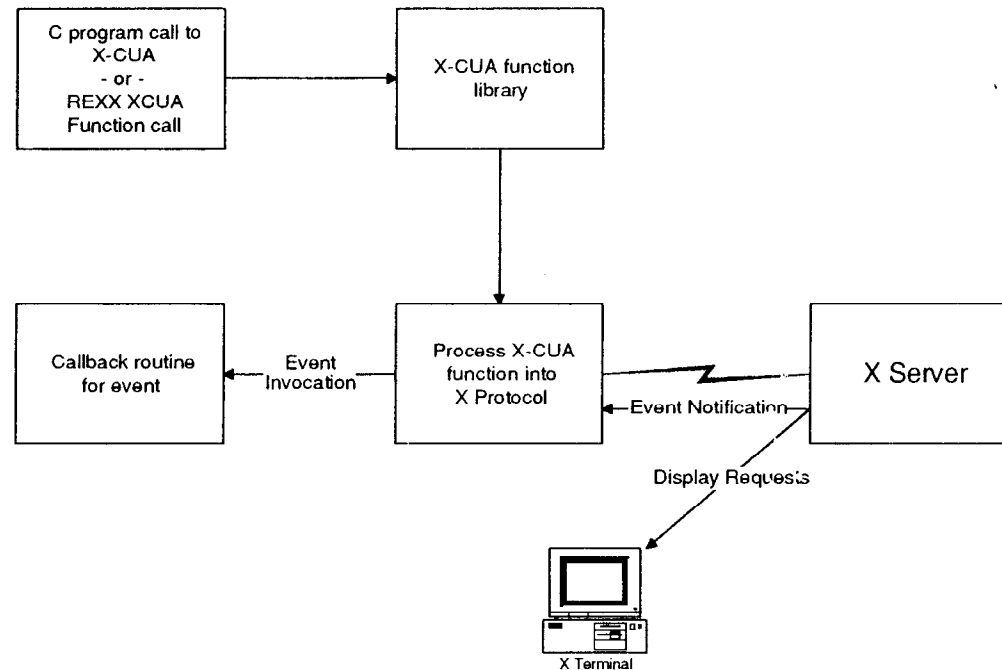 C program call to
X-CUA
- or -
REXX XCUA
Function call
X-CUA function
library
Callback routine
for event
Event
Invocation
Process X-CUA
function into
X Protocol
X Server
Event Notification
Display Requests
X Terminal